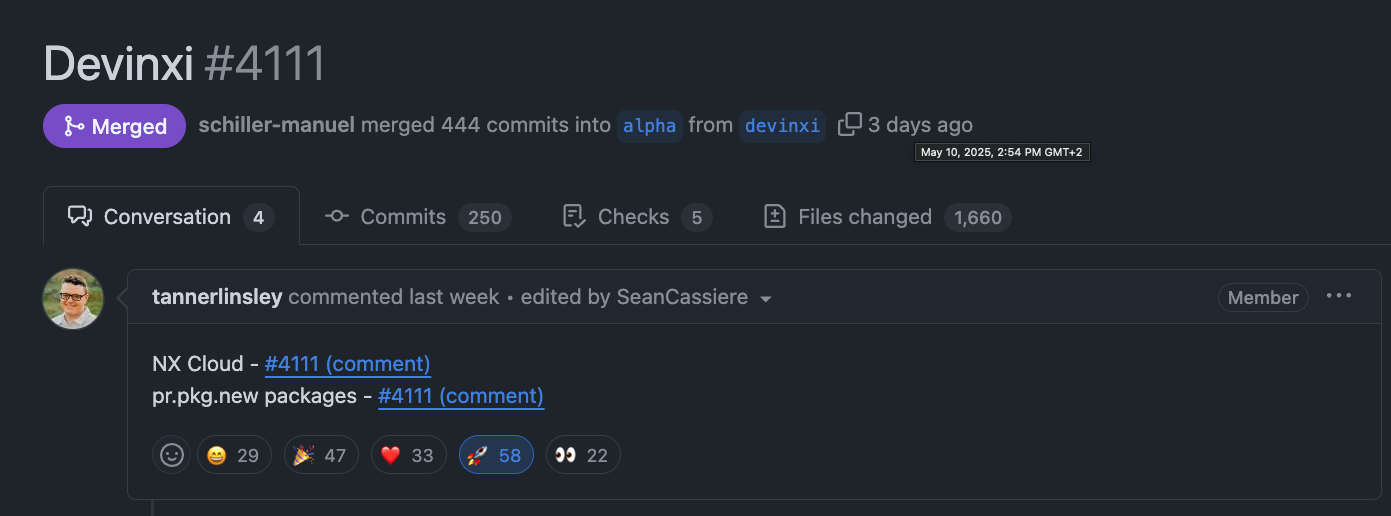 Devinxi #4111
Merged schiller-manuel merged 444 commits into alpha from devinxi 3 days ago
May 10, 2025, 2:54 PM GMT+2
Conversation 4 Commits 250 Checks 5 Files changed 1,660
tannerlinsley commented last week • edited by SeanCassiere Member
NX Cloud - #4111 (comment)
pr.pkg.new packages - #4111 (comment)
29 47 33 58 22